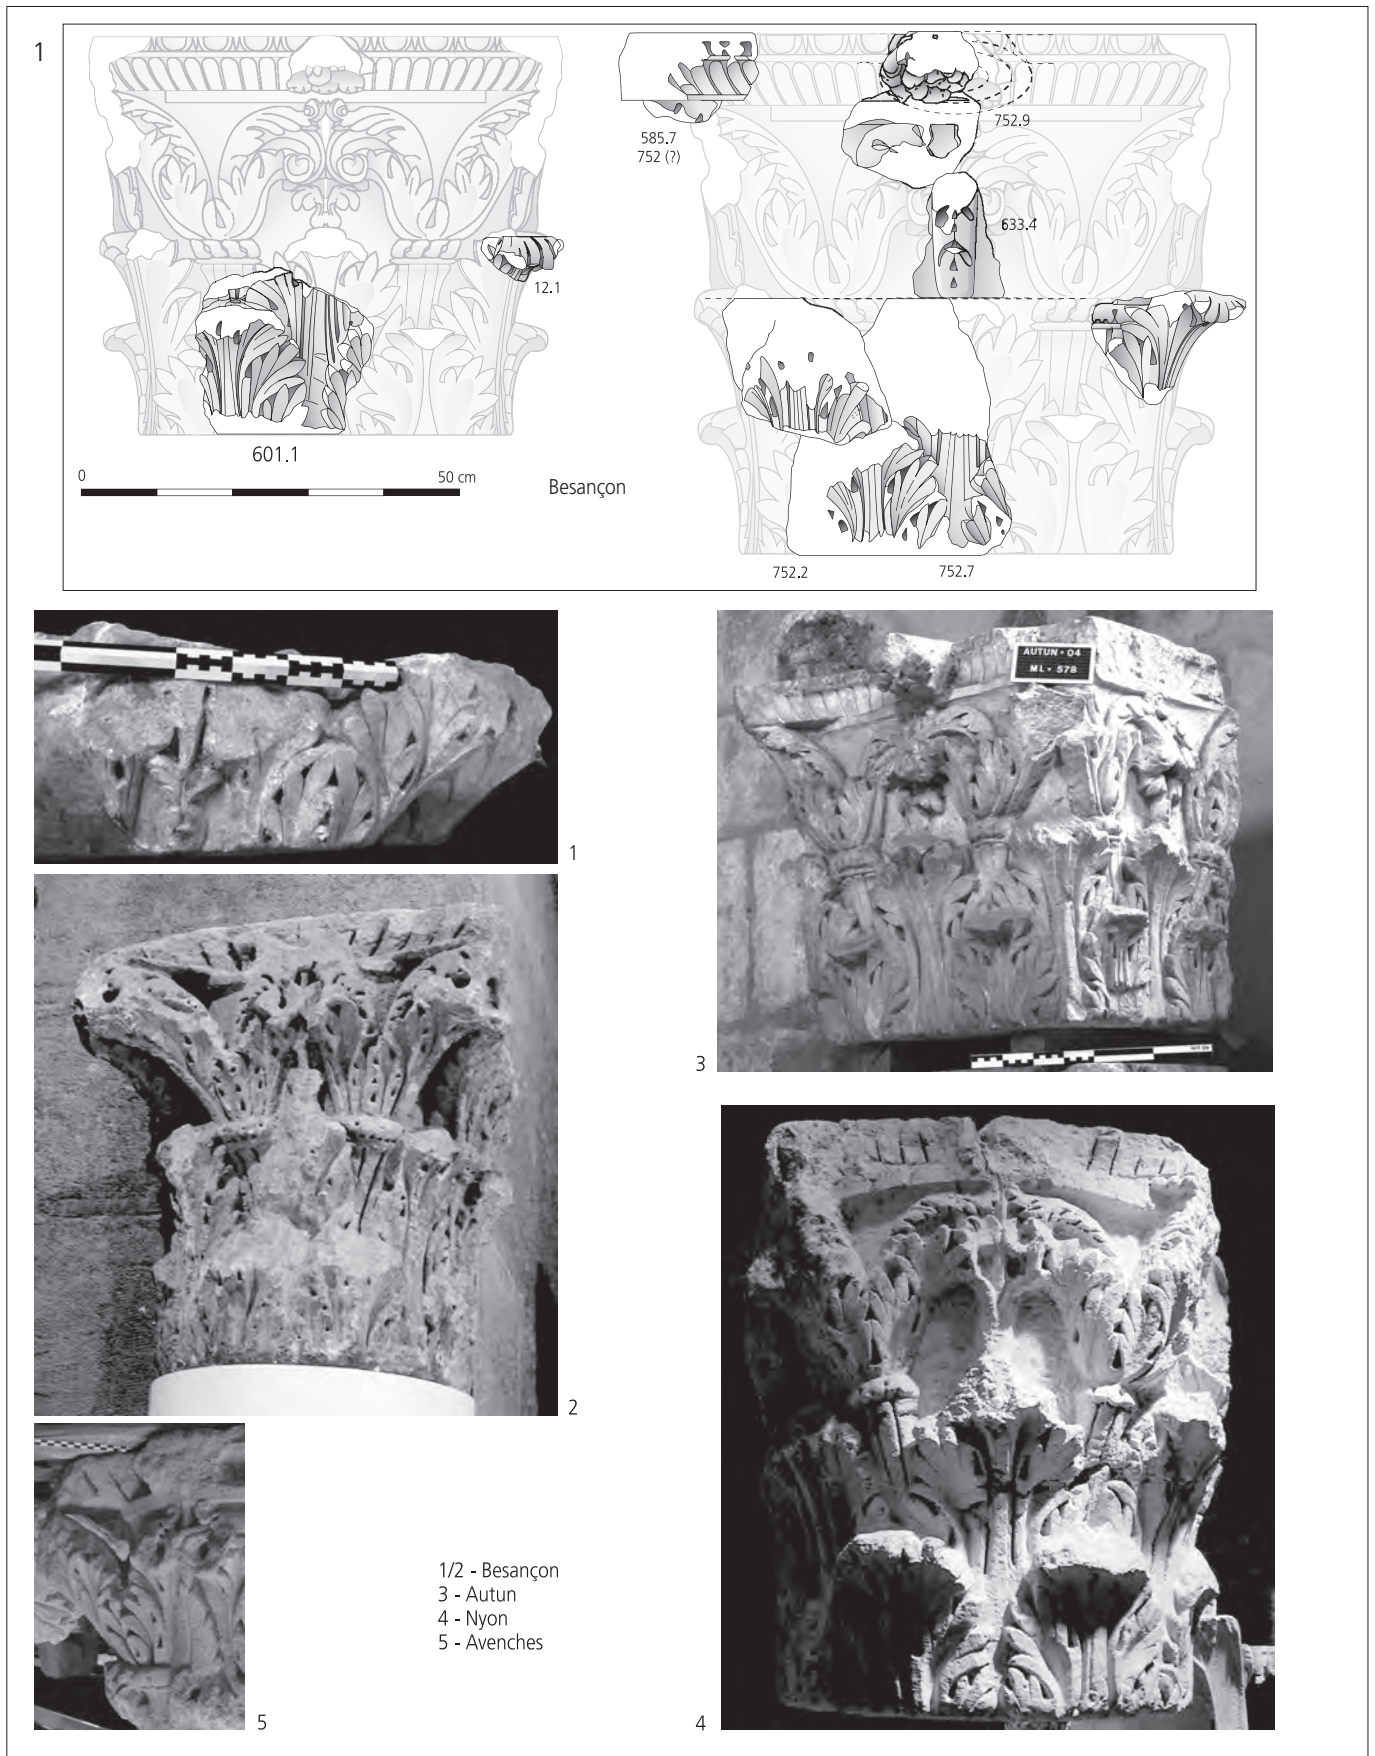 1
585.7
752 (?)
752.9
633.4
12.1
601.1
0
50 cm
Besançon
752.2
752.7
AUTUN • 04
ML • 578
1
3
2
1/2 - Besançon
3 - Autun
4 - Nyon
5 - Avenches
5
4